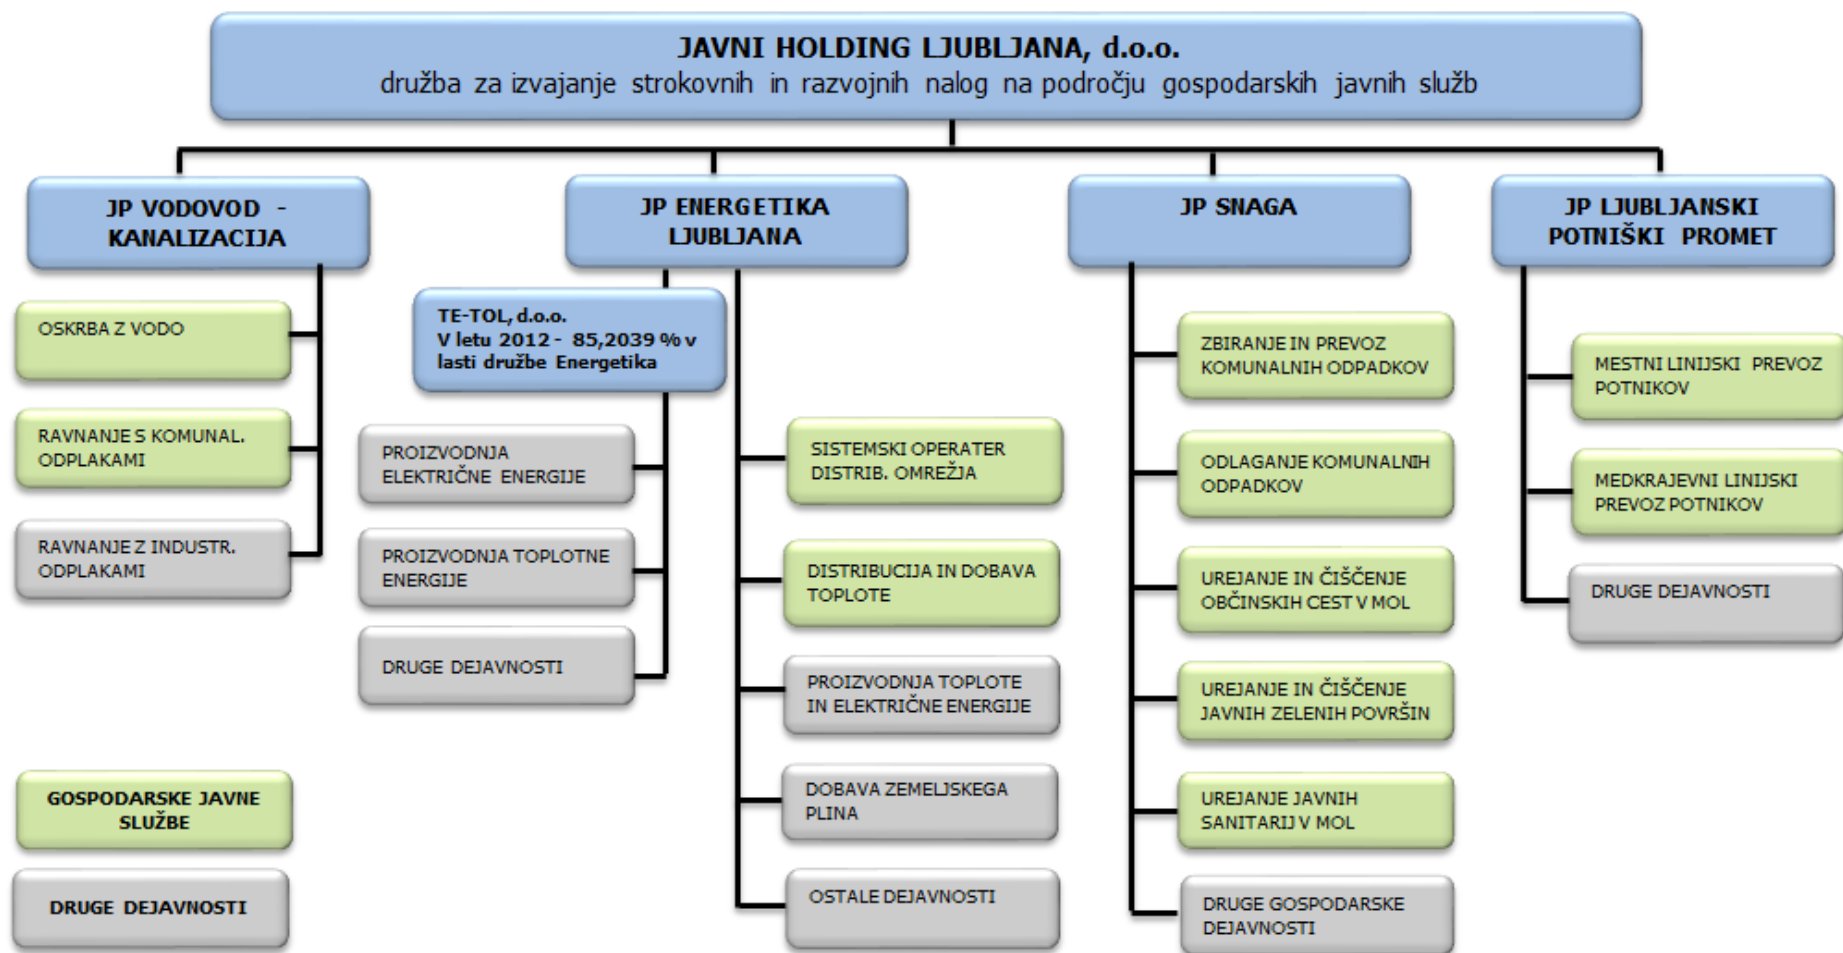 JAVNI HOLDING LJUBLJANA, d.o.o.
družba za izvajanje strokovnih in razvojnih nalog na področju gospodarskih javnih služb
JP VODOVOD -
KANALIZACIJA
OSKRBA Z VODO
RAVNANJE S KOMUNAL.
ODPLAKAMI
RAVNANJE Z INDUSTR.
ODPLAKAMI
JP ENERGETIKA
LJUBLJANA
TE-TOL, d.o.o.
V letu 2012 - 85,2039 % v
lasti družbe Energetika
PROIZVODNJA
ELEKTRIČNE ENERGIJE
PROIZVODNJA TOPLOTNE
ENERGIJE
DRUGE DEJAVNOSTI
SISTEMSKI OPERATER
DISTRIB. OMREŽJA
DISTRIBUCIJA IN DOBAVA
TOPLOTE
PROIZVODNJA TOPLOTE
IN ELEKTRIČNE ENERGIJE
DOBAVA ZEMELJSKEGA
PLINA
OSTALE DEJAVNOSTI
JP SNAGA
ZBIRANJE IN PREVOZ
KOMUNALNIH ODPADKOV
ODLAGANJE KOMUNALNIH
ODPADKOV
UREJANJE IN ČIŠČENJE
OBČINSKIH CEST V MOL
UREJANJE IN ČIŠČENJE
JAVNIH ZELENIH POVRŠIN
UREJANJE JAVNIH
SANITARIJ V MOL
DRUGE GOSPODARSKE
DEJAVNOSTI
JP LJUBLJANSKI
POTNIŠKI PROMET
MESTNI LINIJSKI PREVOZ
POTNIKOV
MEDKRAJEVNI LINIJSKI
PREVOZ POTNIKOV
DRUGE DEJAVNOSTI
GOSPODARSKE JAVNE
SLUŽBE
DRUGE DEJAVNOSTI